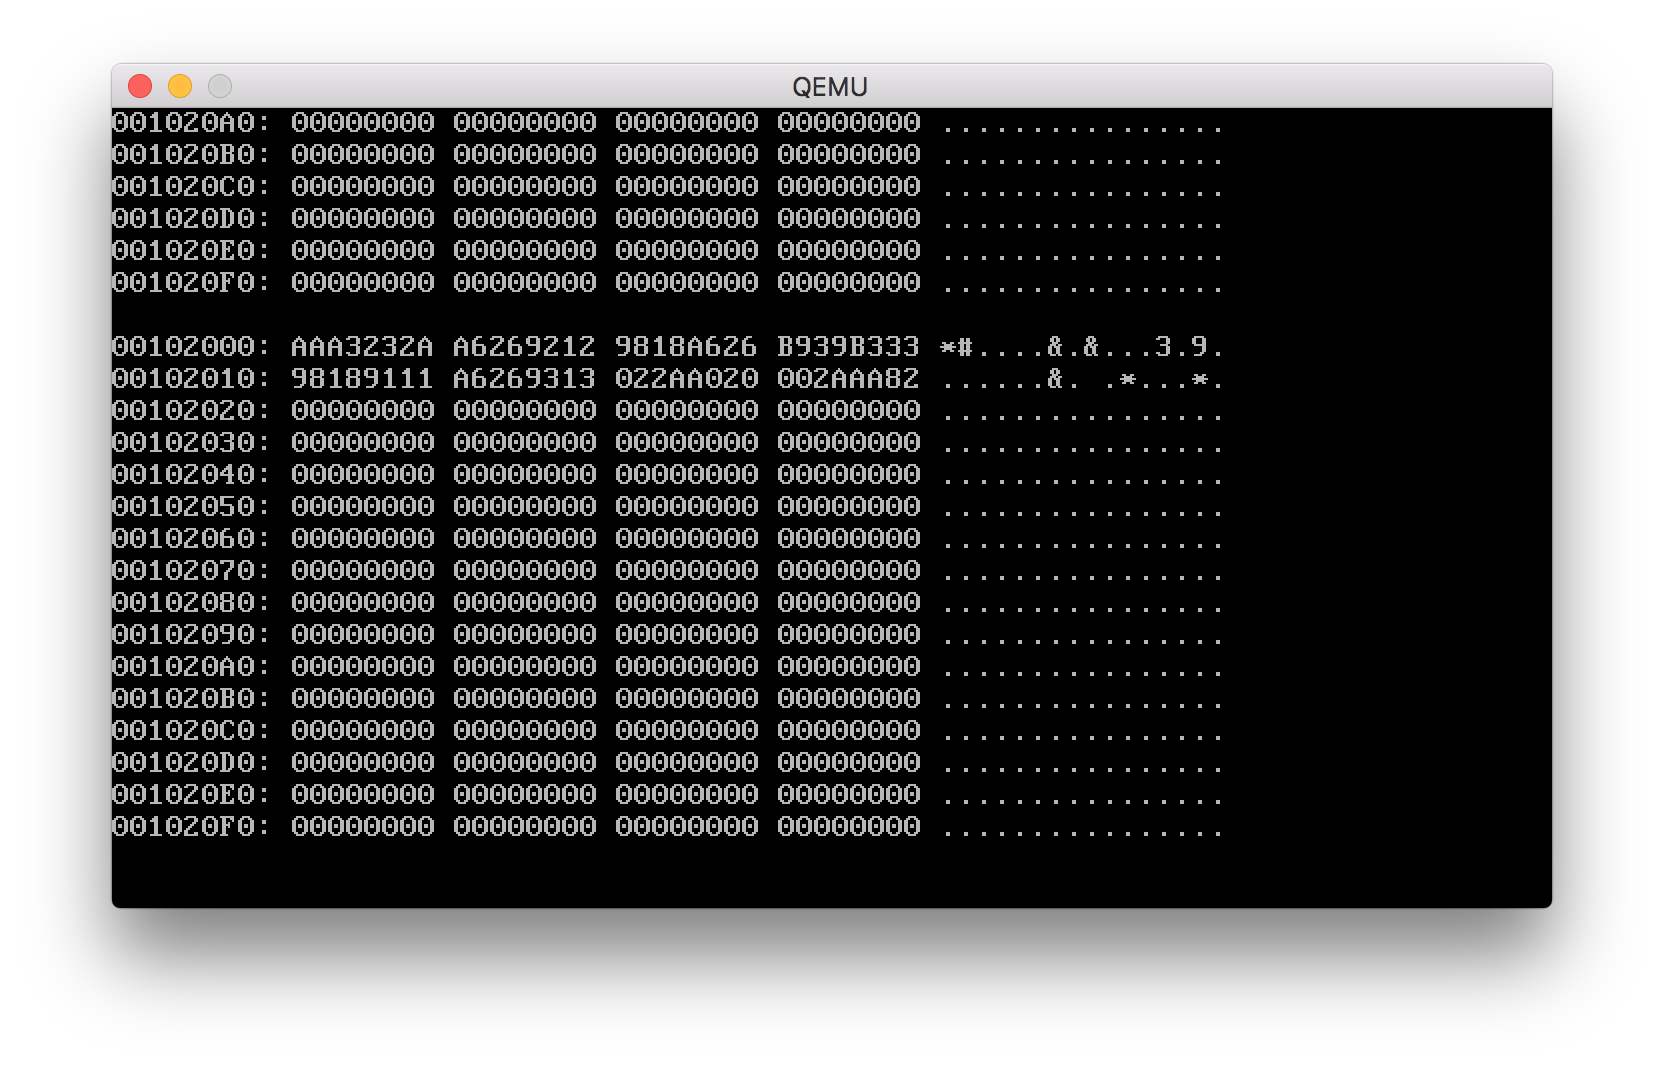 QEMU
001020A0: 00000000 00000000 00000000 00000000 ................
001020B0: 00000000 00000000 00000000 00000000 ................
001020C0: 00000000 00000000 00000000 00000000 ................
001020D0: 00000000 00000000 00000000 00000000 ................
001020E0: 00000000 00000000 00000000 00000000 ................
001020F0: 00000000 00000000 00000000 00000000 ................
00102000: AAA3232A A6269212 9818A626 B939B333 *#....&.&...3.9.
00102010: 98189111 A6269313 022AA020 002AAA82 ......&. .*...*.
00102020: 00000000 00000000 00000000 00000000 ................
00102030: 00000000 00000000 00000000 00000000 ................
00102040: 00000000 00000000 00000000 00000000 ................
00102050: 00000000 00000000 00000000 00000000 ................
00102060: 00000000 00000000 00000000 00000000 ................
00102070: 00000000 00000000 00000000 00000000 ................
00102080: 00000000 00000000 00000000 00000000 ................
00102090: 00000000 00000000 00000000 00000000 ................
001020A0: 00000000 00000000 00000000 00000000 ................
001020B0: 00000000 00000000 00000000 00000000 ................
001020C0: 00000000 00000000 00000000 00000000 ................
001020D0: 00000000 00000000 00000000 00000000 ................
001020E0: 00000000 00000000 00000000 00000000 ................
001020F0: 00000000 00000000 00000000 00000000 ................